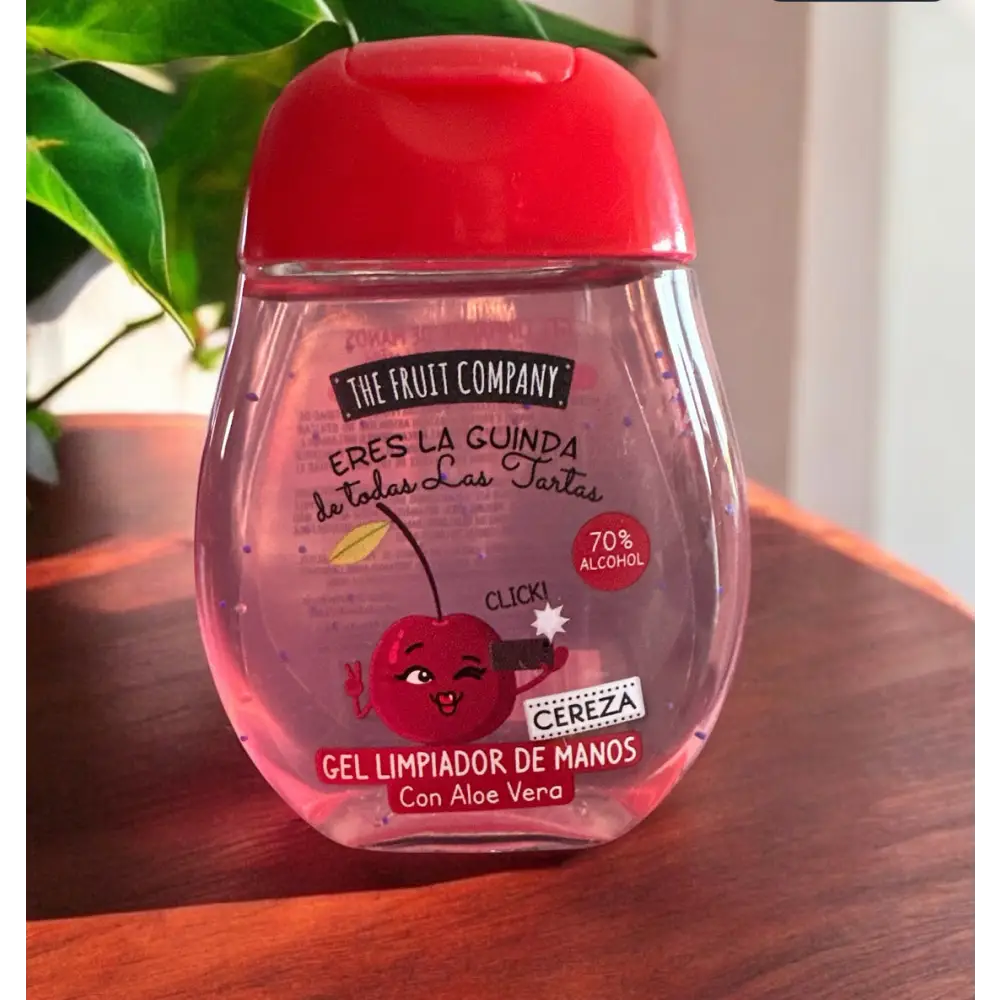 THE FRUIT COMPANY
ERES LA GUINDA
de todas Las Tartas
70%
ALCOHOL
CLICK!
CEREZA
GEL LIMPIADOR DE MANOS
Con Aloe Vera